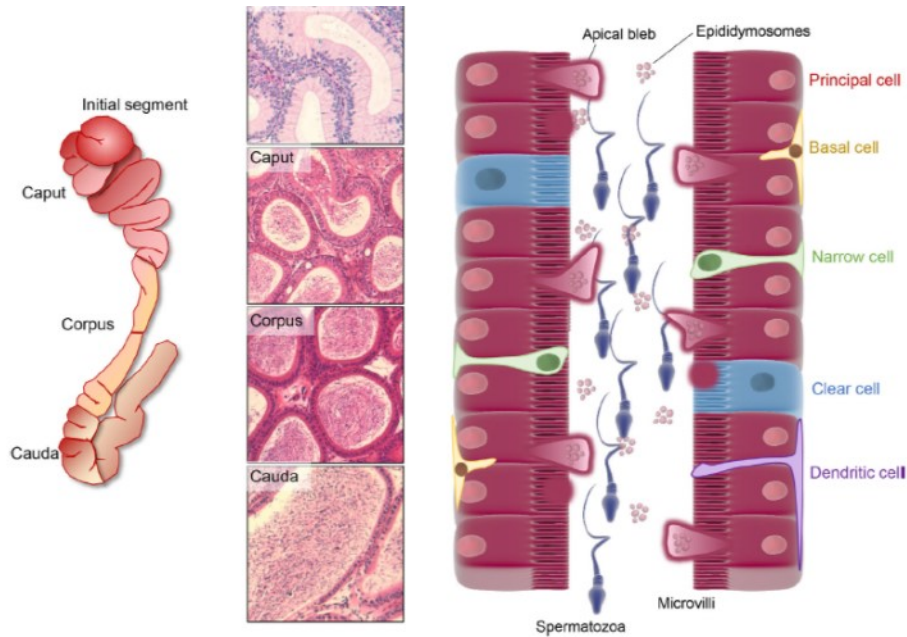 Initial segment
Caput
Corpus
Cauda
Caput
Corpus
Cauda
Apical bleb
Epididymosomes
Principal cell
Basal cell
Narrow cell
Clear cell
Dendritic cell
Microvilli
Spermatozoa